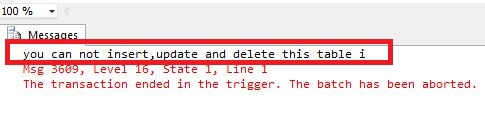 100 %
Messages
you can not insert,update and delete this table i
Msg 3609, Level 16, State 1, Line 1
The transaction ended in the trigger. The batch has been aborted.